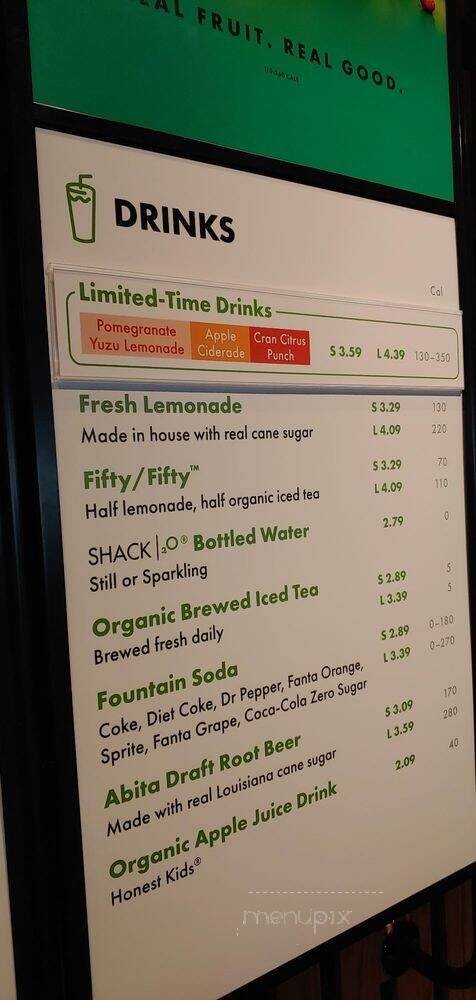 REAL FRUIT. REAL GOOD.
DRINKS
Cal
Limited-Time Drinks
Pomegranate Yuzu Lemonade Apple Ciderade Cran Citrus Punch S 3.59 L 4.39 130–350
Fresh Lemonade S 3.29 130
Made in house with real cane sugar L 4.09 220
Fifty/Fifty™ S 3.29 70
Half lemonade, half organic iced tea L 4.09 110
SHACK|₂O® Bottled Water 2.79 0
Still or Sparkling
Organic Brewed Iced Tea S 2.89 5
Brewed fresh daily L 3.39 5
Fountain Soda S 2.89 0–180
Coke, Diet Coke, Dr Pepper, Fanta Orange, L 3.39 0–270
Sprite, Fanta Grape, Coca-Cola Zero Sugar
Abita Draft Root Beer S 3.09 170
Made with real Louisiana cane sugar L 3.59 280
Organic Apple Juice Drink 2.09 40
Honest Kids®
menupix